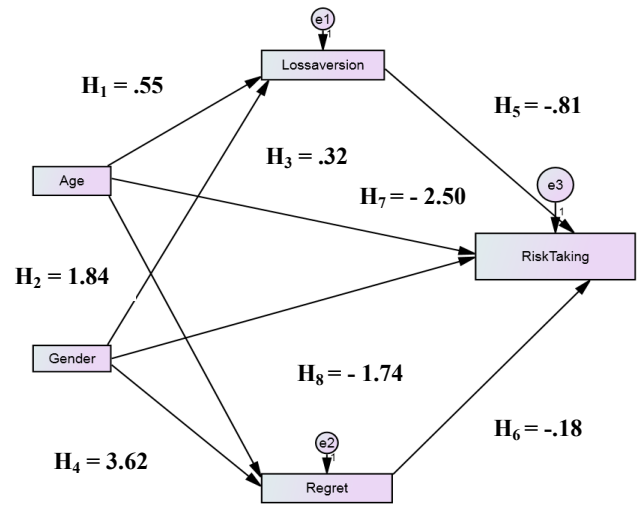 e1
1
Lossaversion
H₁ = .55
H₅ = -.81
H₃ = .32
e3
1
Age
H₇ = - 2.50
RiskTaking
H₂ = 1.84
Gender
H₈ = - 1.74
e2
1
H₆ = -.18
H₄ = 3.62
Regret